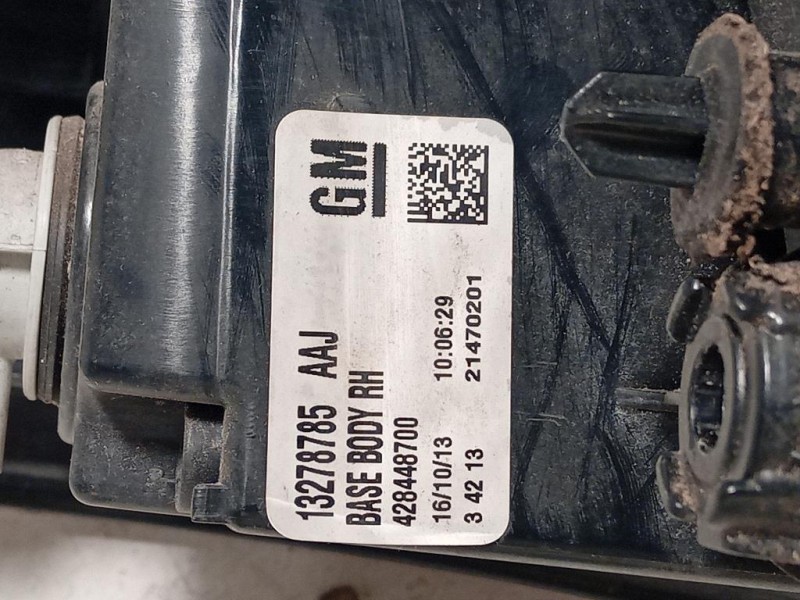 GM
13278785 AAJ
BASE BODY RH
428448700
16/10/13 10:06:29
3 42 13 21470201